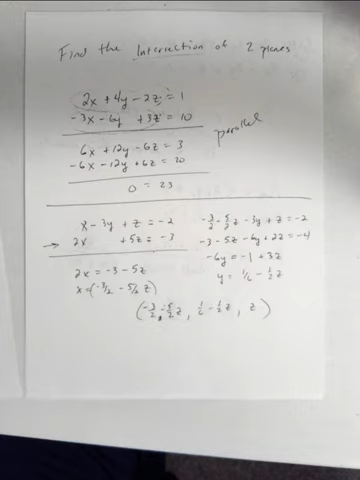 Find the Intersection of 2 planes
2x + 4y - 2z = 1
-3x - 6y + 3z = 10
parallel
6x + 12y - 6z = 3
-6x - 12y + 6z = 20
0 = 23
x - 3y + z = -2
→ 2x + 5z = -3
2x = -3 - 5z
x = (-3/2 - 5/2 z)
-3/2 - 5/2 z - 3y + z = -2
-3 - 5z - 6y + 2z = -4
-6y = -1 + 3z
y = 1/6 - 1/2 z
(-3/2 - 5/2 z, 1/6 - 1/2 z, z)